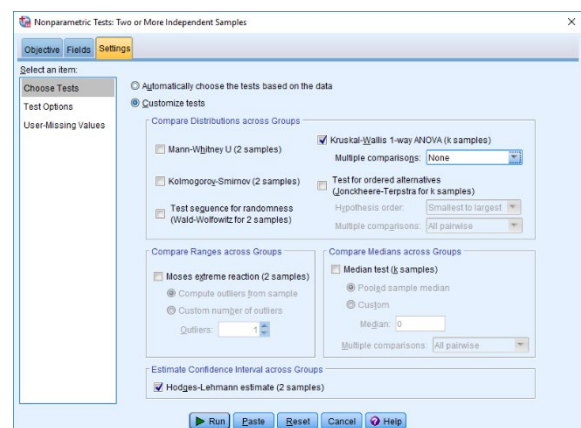 Nonparametric Tests: Two or More Independent Samples
Objective Fields Settings
Select an item:
Choose Tests
Test Options
User-Missing Values
Automatically choose the tests based on the data
Customize tests
Compare Distributions across Groups
Mann-Whitney U (2 samples)
Kolmogorov-Smirnov (2 samples)
Test sequence for randomness
(Wald-Wolfowitz for 2 samples)
Kruskal-Wallis 1-way ANOVA (k samples)
Multiple comparisons: None
Test for ordered alternatives
(Jonckheere-Terpstra for k samples)
Hypothesis order: Smallest to largest
Multiple comparisons: All pairwise
Compare Ranges across Groups
Moses extreme reaction (2 samples)
Compute outliers from sample
Custom number of outliers
Outliers: 1
Compare Medians across Groups
Median test (k samples)
Pooled sample median
Custom
Median: 0
Multiple comparisons: All pairwise
Estimate Confidence Interval across Groups
Hodges-Lehmann estimate (2 samples)
Run Paste Reset Cancel Help